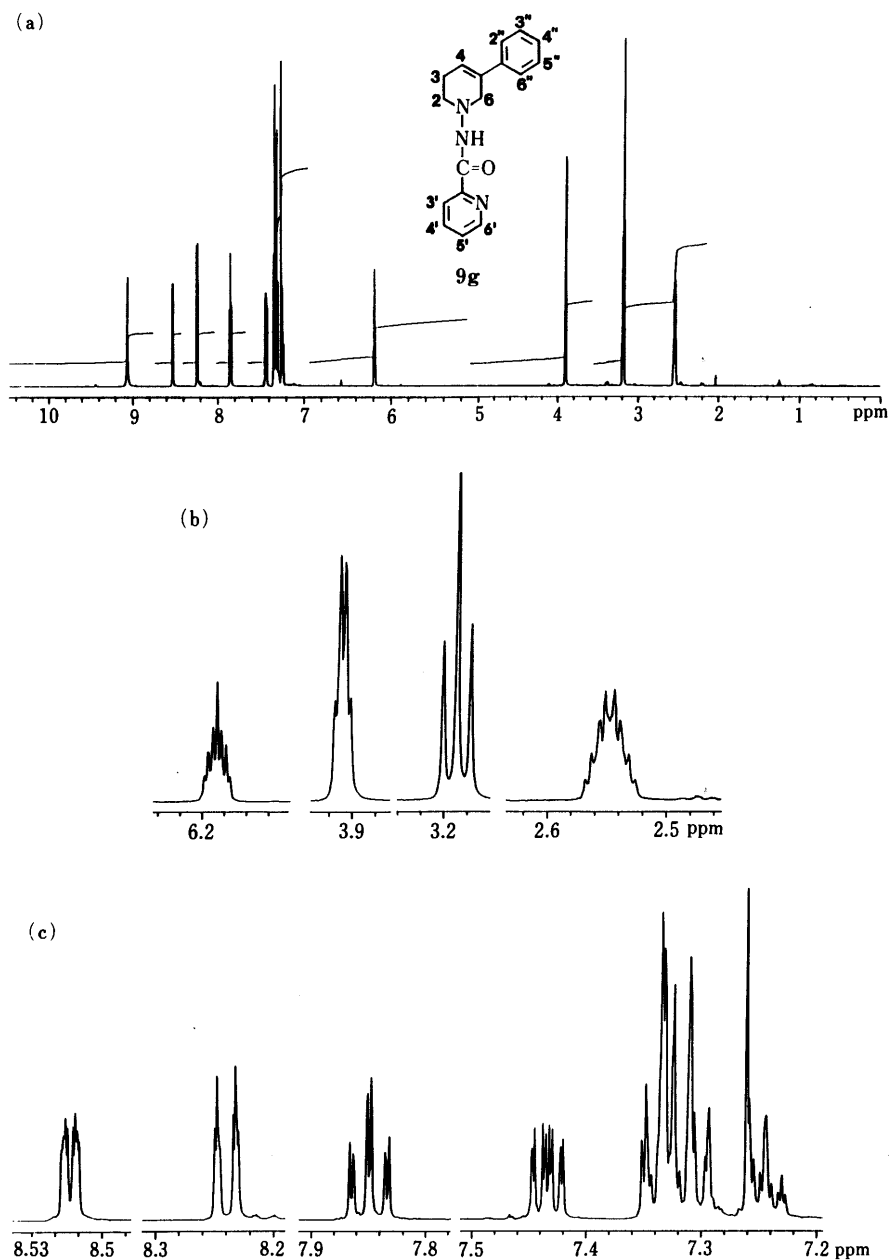 (a)
3"
2" 4"
4 5"
3 6"
2 6
N
NH
C=O
3' N
4' 6'
5'
9g
10 9 8 7 6 5 4 3 2 1 ppm
(b)
6.2 3.9 3.2 2.6 2.5 ppm
(c)
8.53 8.5 8.3 8.2 7.9 7.8 7.5 7.4 7.3 7.2 ppm